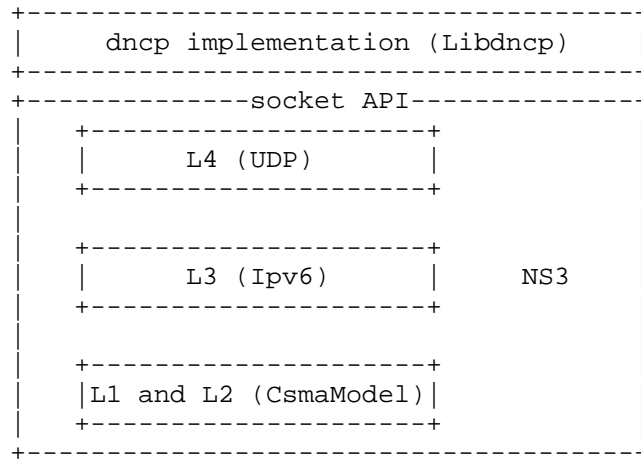 dncp implementation (Libdncp)
socket API
L4 (UDP)
L3 (Ipv6) NS3
L1 and L2 (CsmaModel)